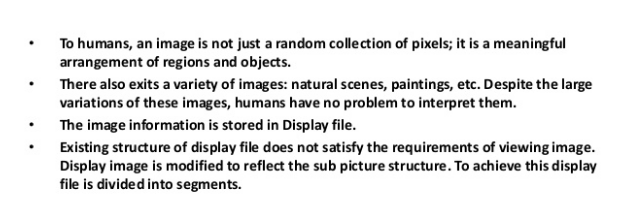 • To humans, an image is not just a random collection of pixels; it is a meaningful
arrangement of regions and objects.
• There also exits a variety of images: natural scenes, paintings, etc. Despite the large
variations of these images, humans have no problem to interpret them.
• The image information is stored in Display file.
• Existing structure of display file does not satisfy the requirements of viewing image.
Display image is modified to reflect the sub picture structure. To achieve this display
file is divided into segments.